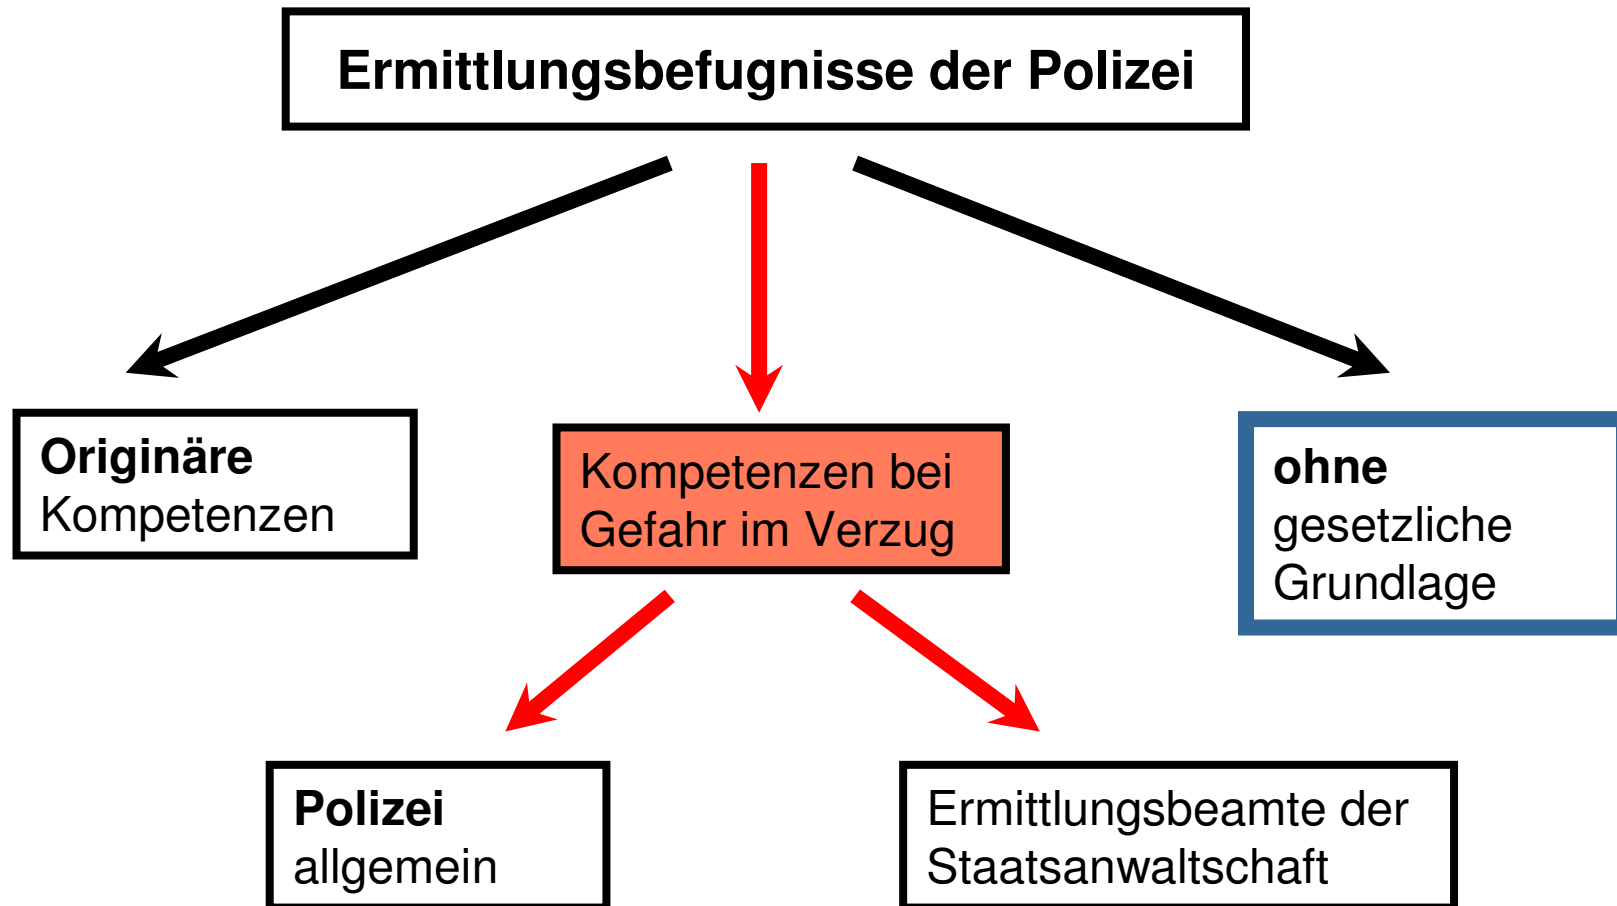 Ermittlungsbefugnisse der Polizei
Originäre
Kompetenzen
Kompetenzen bei
Gefahr im Verzug
ohne
gesetzliche
Grundlage
Polizei
allgemein
Ermittlungsbeamte der
Staatsanwaltschaft